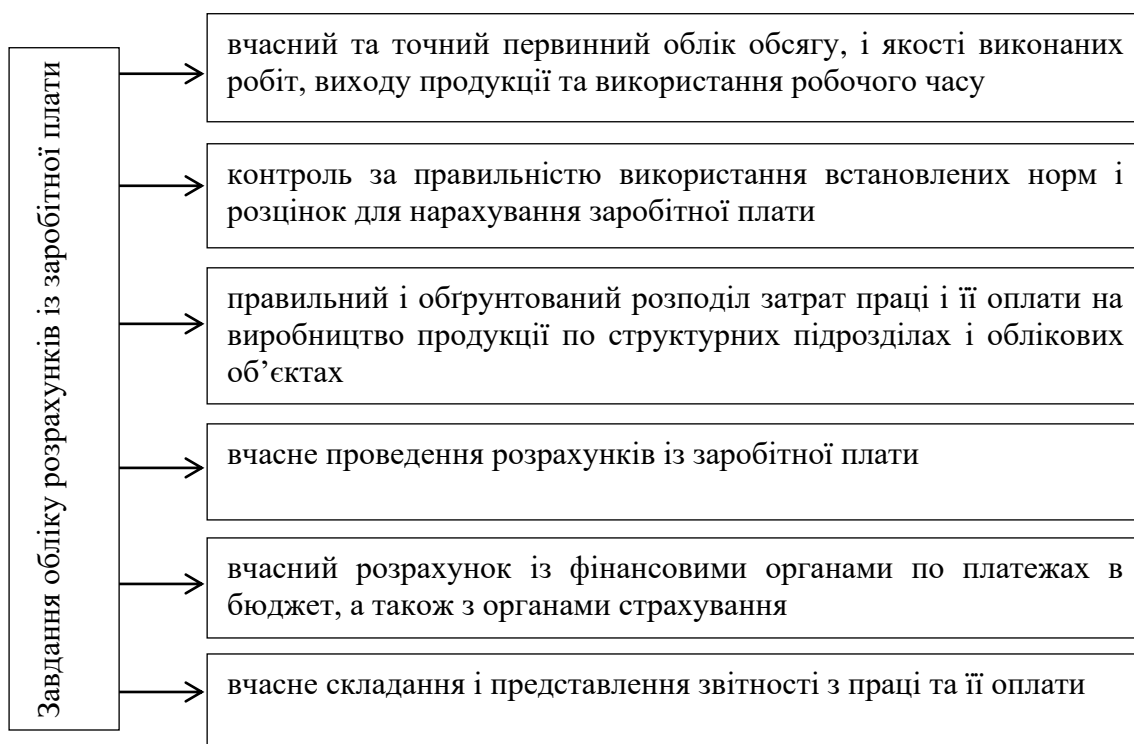 Завдання обліку розрахунків із заробітної плати
вчасний та точний первинний облік обсягу, і якості виконаних
робіт, виходу продукції та використання робочого часу
контроль за правильністю використання встановлених норм і
розцінок для нарахування заробітної плати
правильний і обґрунтований розподіл затрат праці і її оплати на
виробництво продукції по структурних підрозділах і облікових
об’єктах
вчасне проведення розрахунків із заробітної плати
вчасний розрахунок із фінансовими органами по платежах в
бюджет, а також з органами страхування
вчасне складання і представлення звітності з праці та її оплати